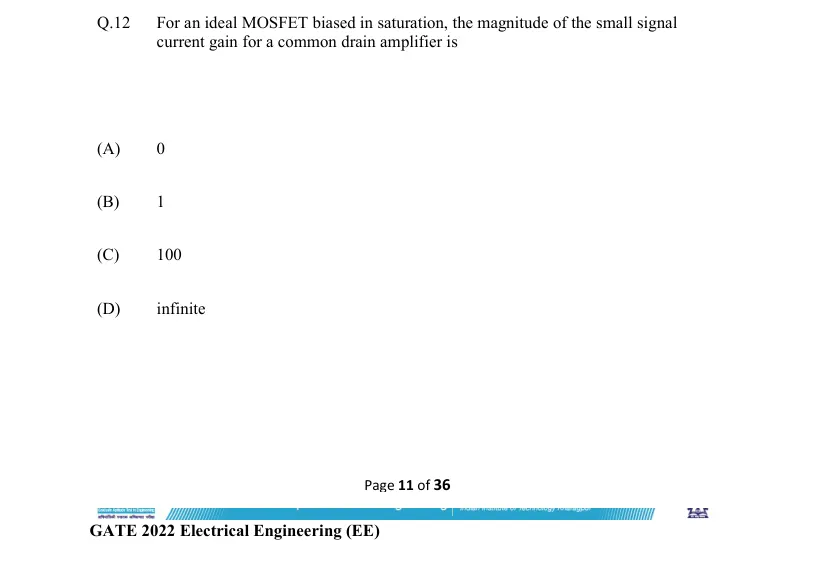 Q.12 For an ideal MOSFET biased in saturation, the magnitude of the small signal
current gain for a common drain amplifier is
(A) 0
(B) 1
(C) 100
(D) infinite
Page 11 of 36
GATE 2022 Electrical Engineering (EE)